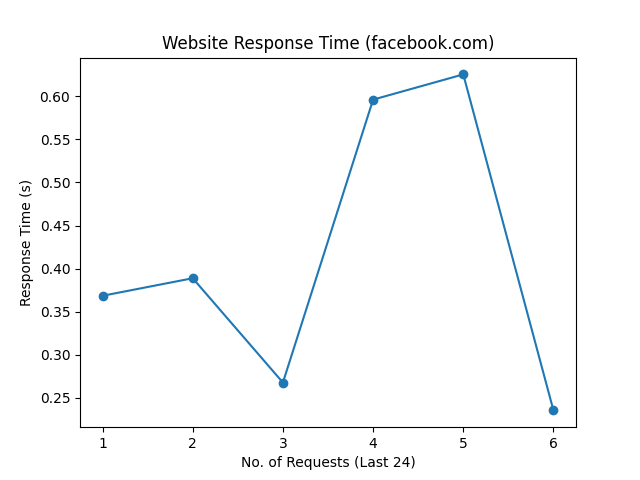 Website Response Time (facebook.com)
0.60
0.55
0.50
0.45
0.40
0.35
0.30
0.25
Response Time (s)
1 2 3 4 5 6
No. of Requests (Last 24)